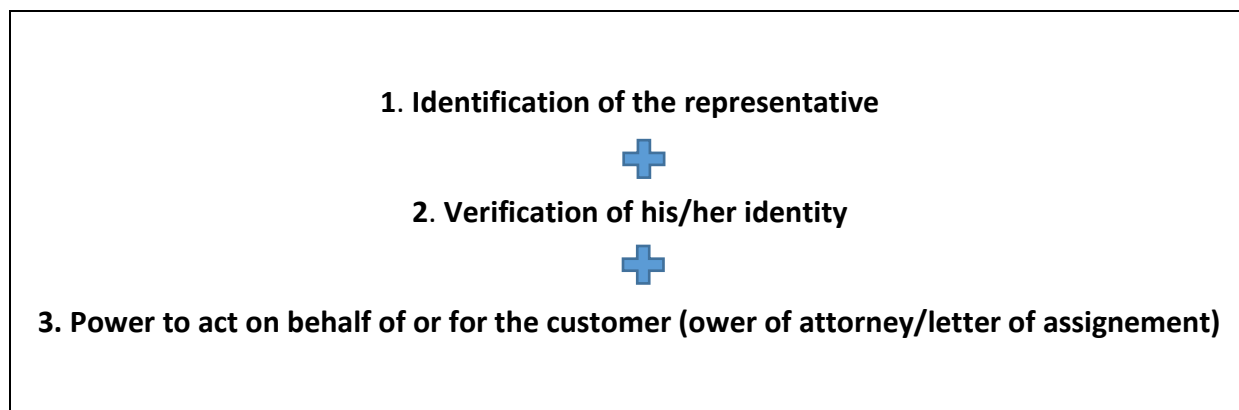 1. Identification of the representative
2. Verification of his/her identity
3. Power to act on behalf of or for the customer (ower of attorney/letter of assignement)